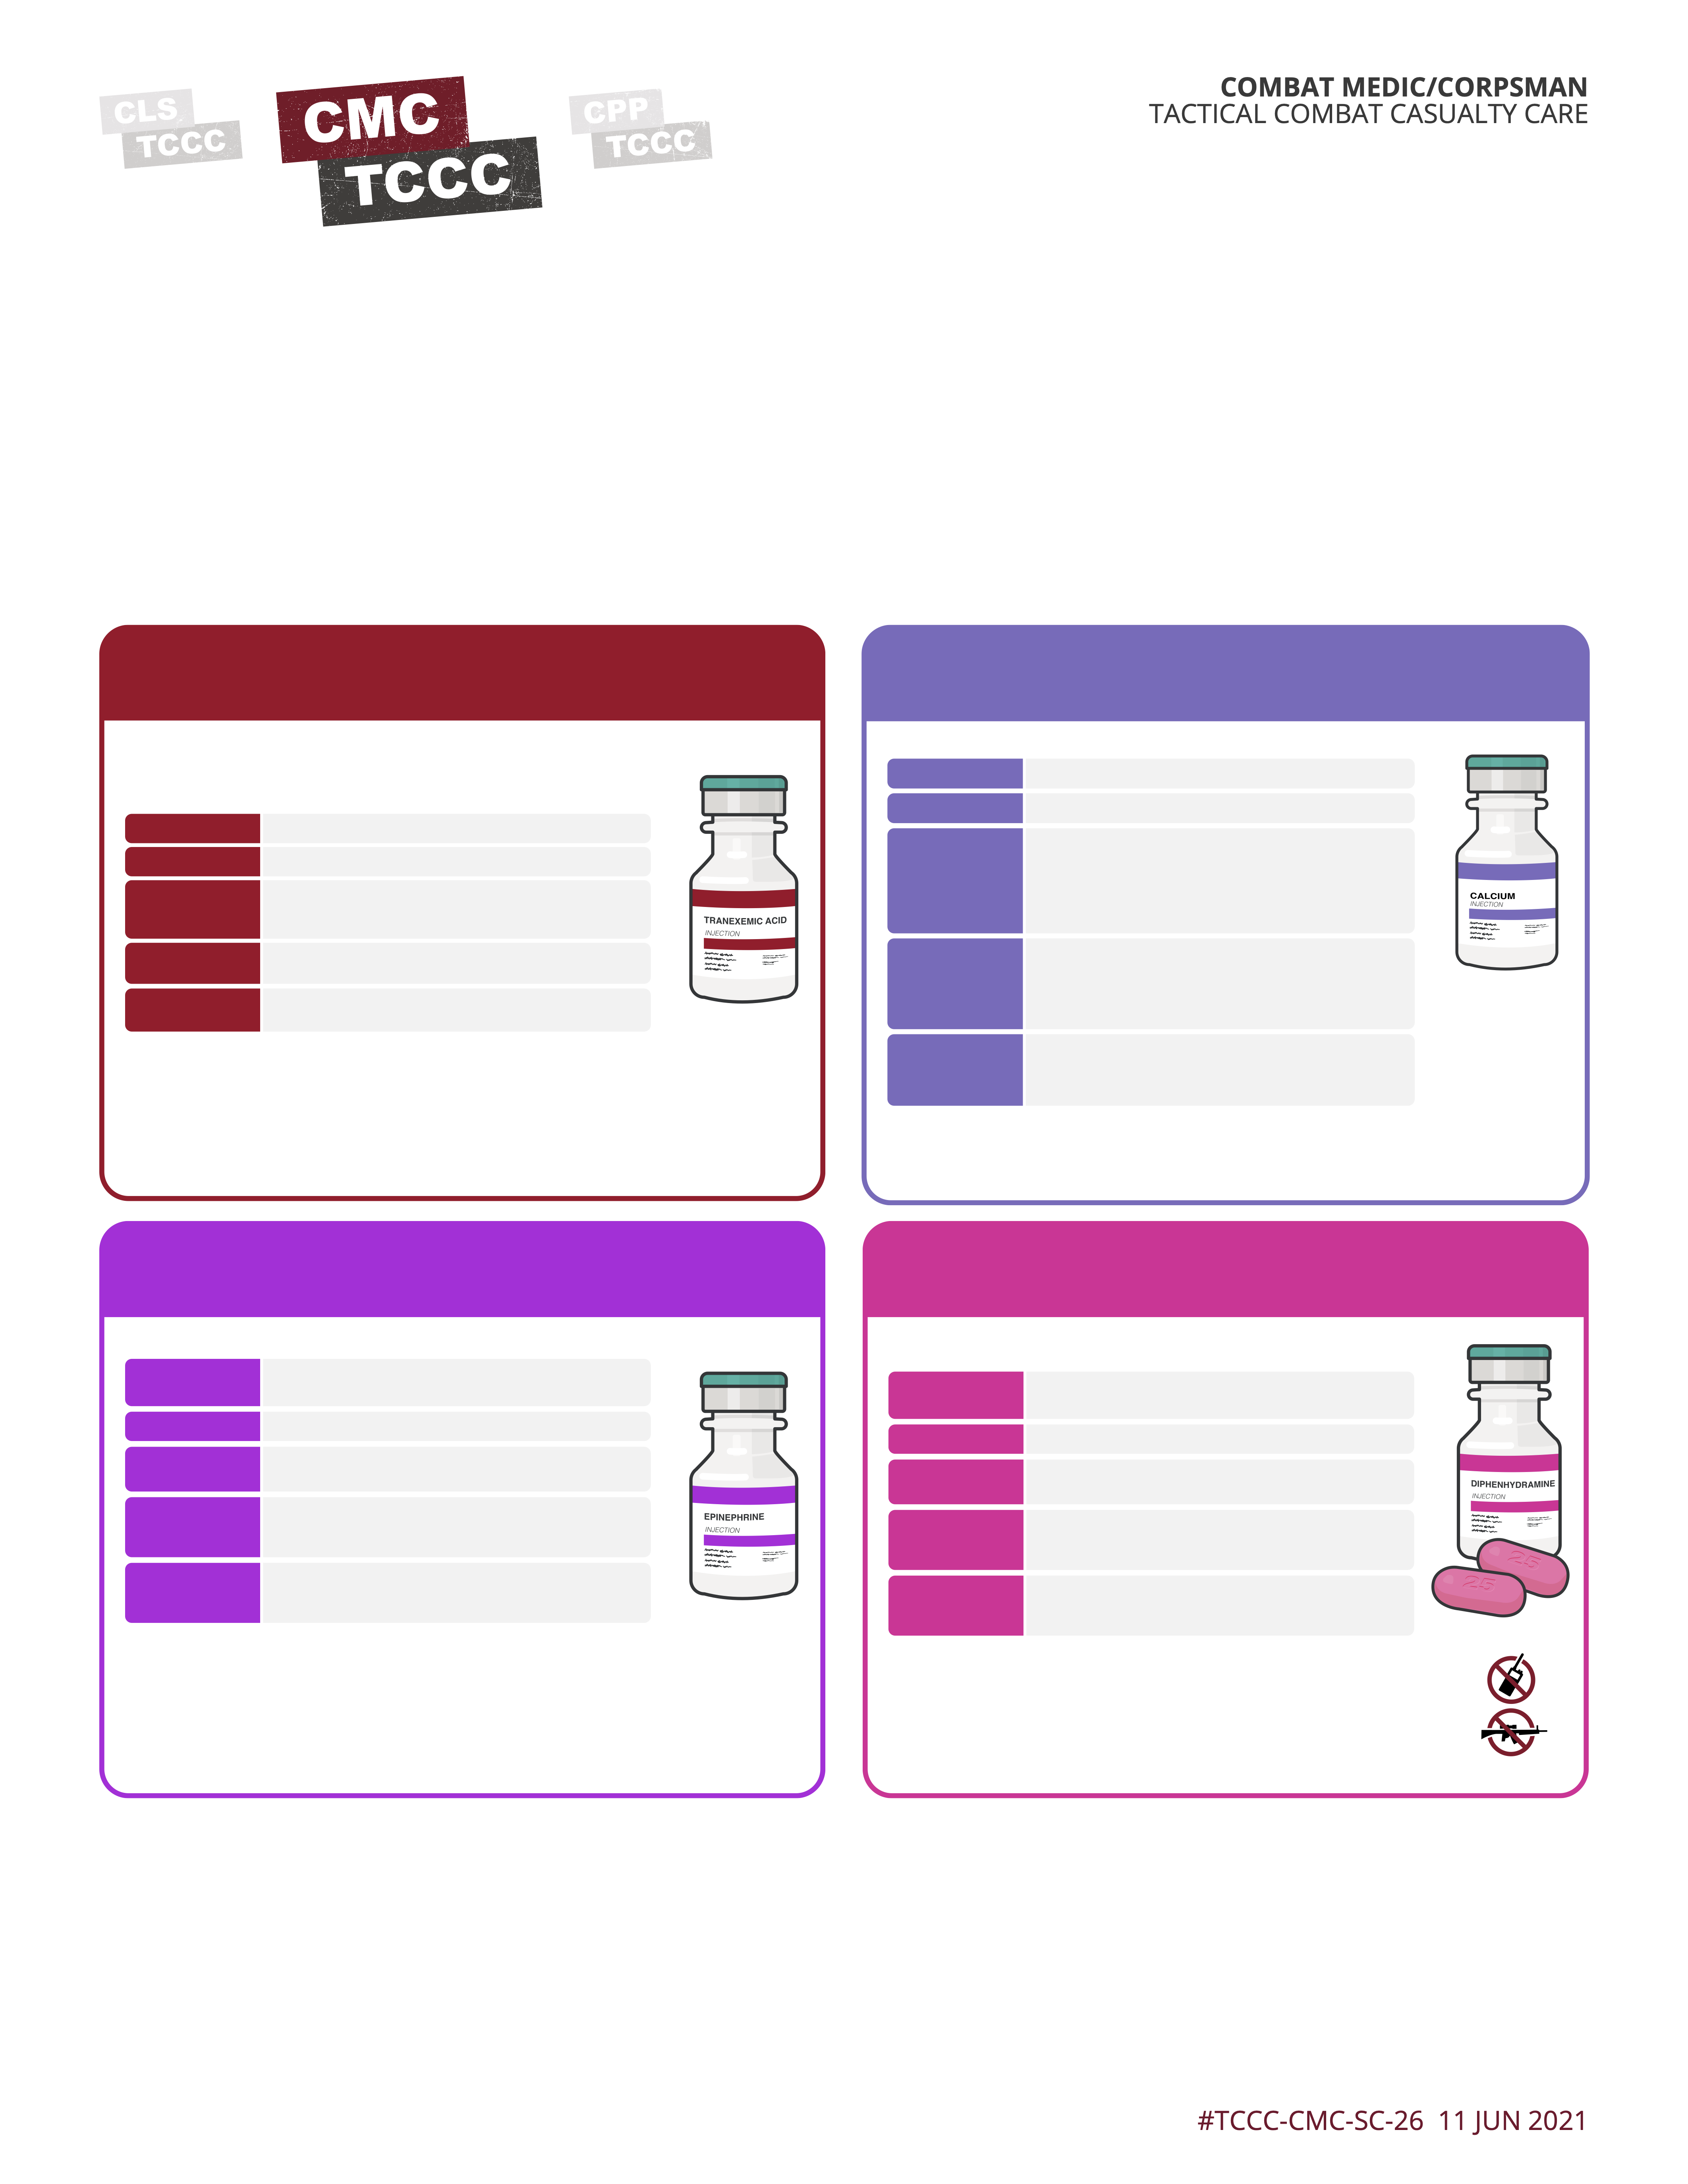 CLS
TCCC
CMC
TCCC
CPP
TCCC
COMBAT MEDIC/CORPSMAN
TACTICAL COMBAT CASUALTY CARE
TRANEXEMIC ACID
INJECTION
CALCIUM
INJECTION
EPINEPHRINE
INJECTION
DIPHENHYDRAMINE
INJECTION
25
25
#TCCC-CMC-SC-26 11 JUN 2021